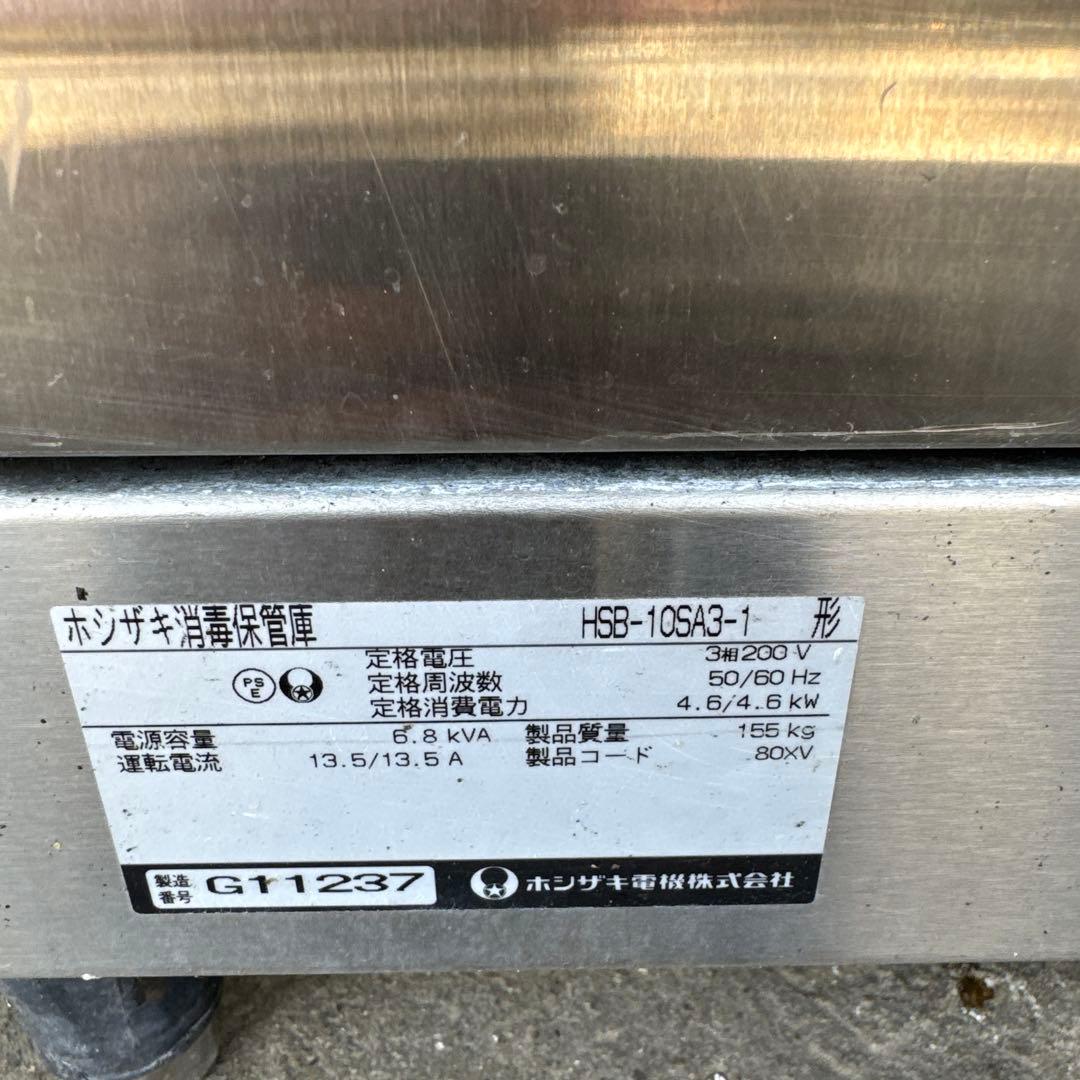 ホシザキ消毒保管庫 HSB-10SA3-1 形
定格電圧 3相200 V
PS E 定格周波数 50/60 Hz
定格消費電力 4.6/4.6 kW
電源容量 6.8 kVA 製品質量 155 kg
運転電流 13.5/13.5 A 製品コード 80XV
製造番号 G11237 ホシザキ電機株式会社